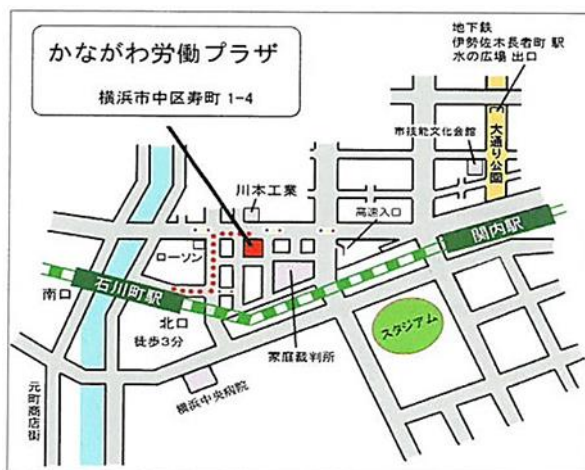 かながわ労働プラザ
横浜市中区寿町 1-4
地下鉄
伊勢佐木長者町 駅
水の広場 出口
市技能文化会館
大通り公園
川本工業
高速入口
関内駅
ローソン
石川町駅
南口
北口
徒歩3分
スタジアム
家庭裁判所
横浜中央病院
元町商店街